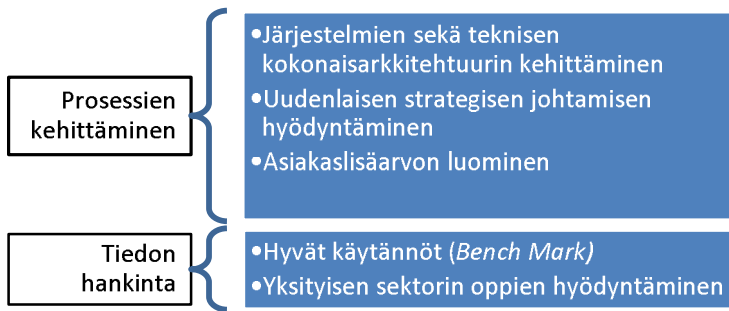 Prosessien
kehittäminen
•Järjestelmien sekä teknisen
kokonaisarkkitehtuurin kehittäminen
•Uudenlaisen strategisen johtamisen
hyödyntäminen
•Asiakaslisäarvon luominen
Tiedon
hankinta
•Hyvät käytännöt (Bench Mark)
•Yksityisen sektorin oppien hyödyntäminen